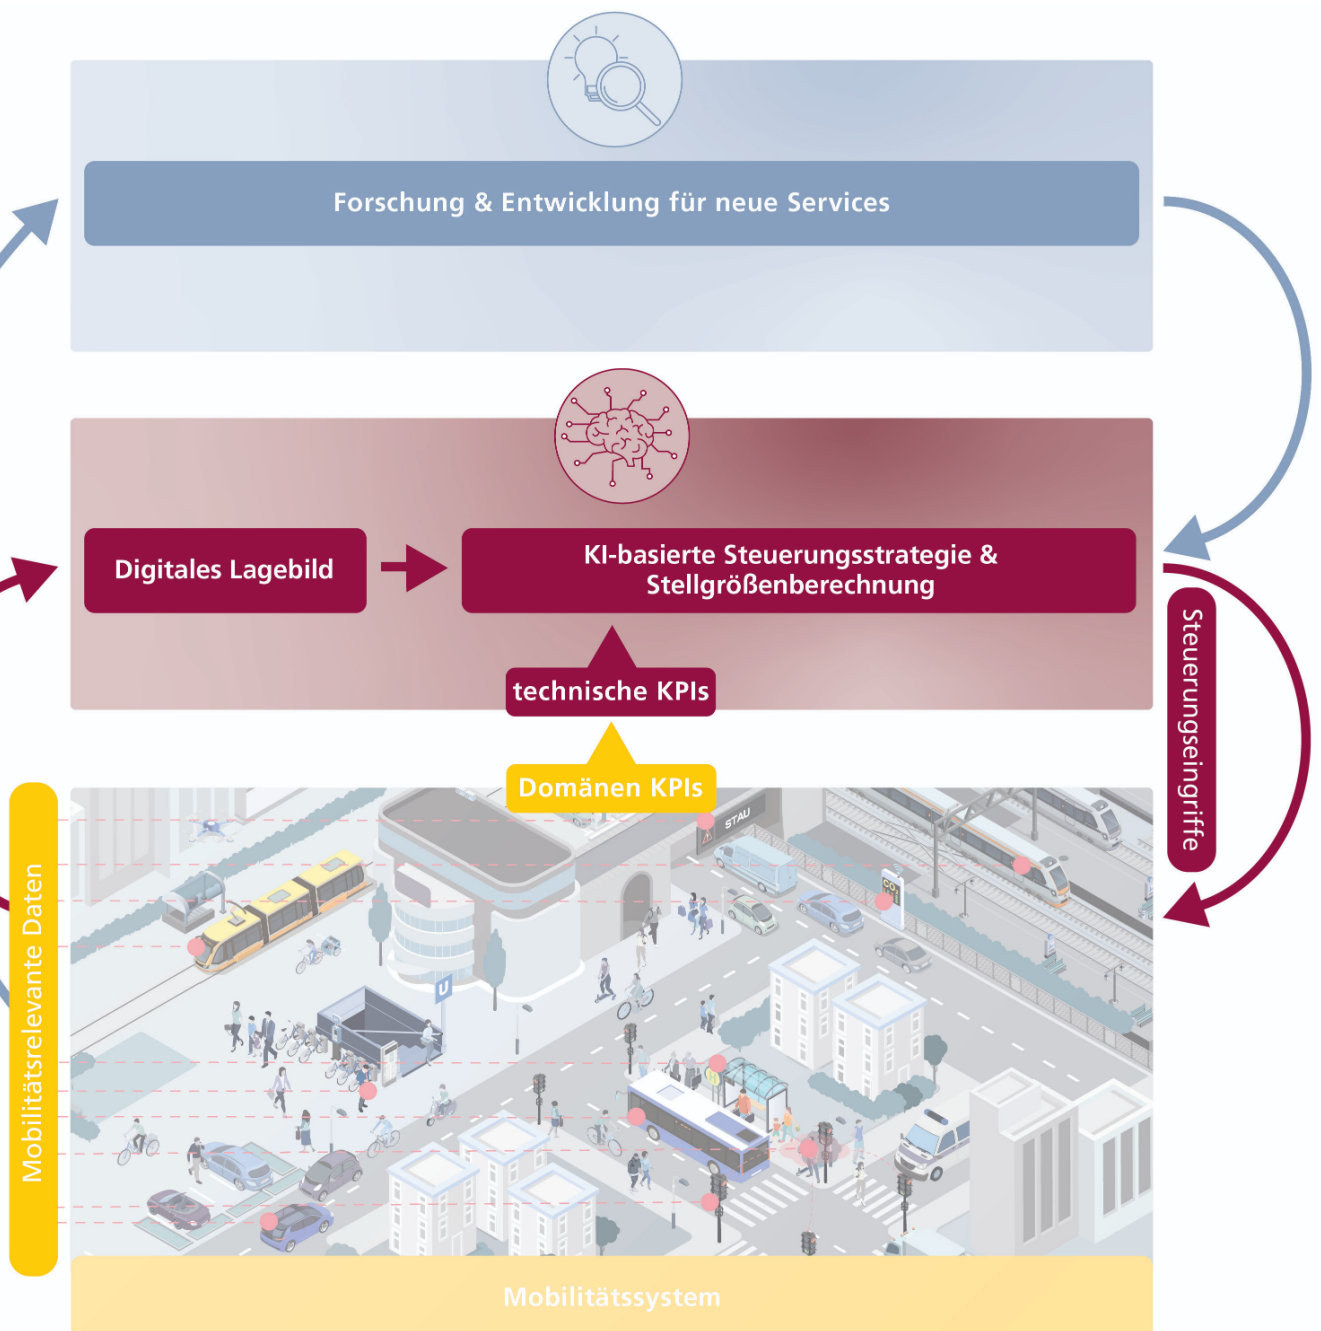 Forschung & Entwicklung für neue Services
Digitales Lagebild
KI-basierte Steuerungsstrategie &
Stellgrößenberechnung
technische KPIs
Steuerungseingriffe
Domänen KPIs
Mobilitätsrelevante Daten
STAU
CO₂
U
Mobilitätssystem